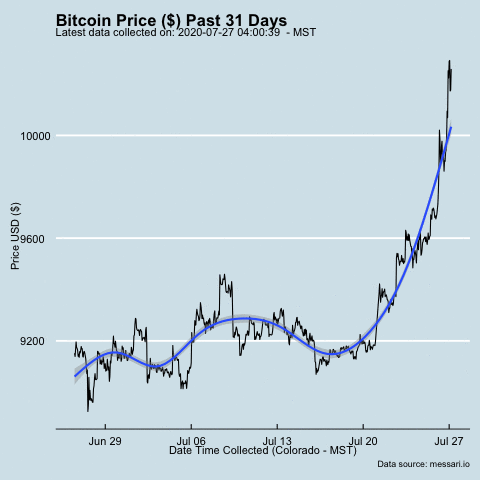 Bitcoin Price ($) Past 31 Days
Latest data collected on: 2020-07-27 04:00:39  - MST
Price USD ($)
10000
9600
9200
Jun 29
Jul 06
Jul 13
Jul 20
Jul 27
Date Time Collected (Colorado - MST)
Data source: messari.io